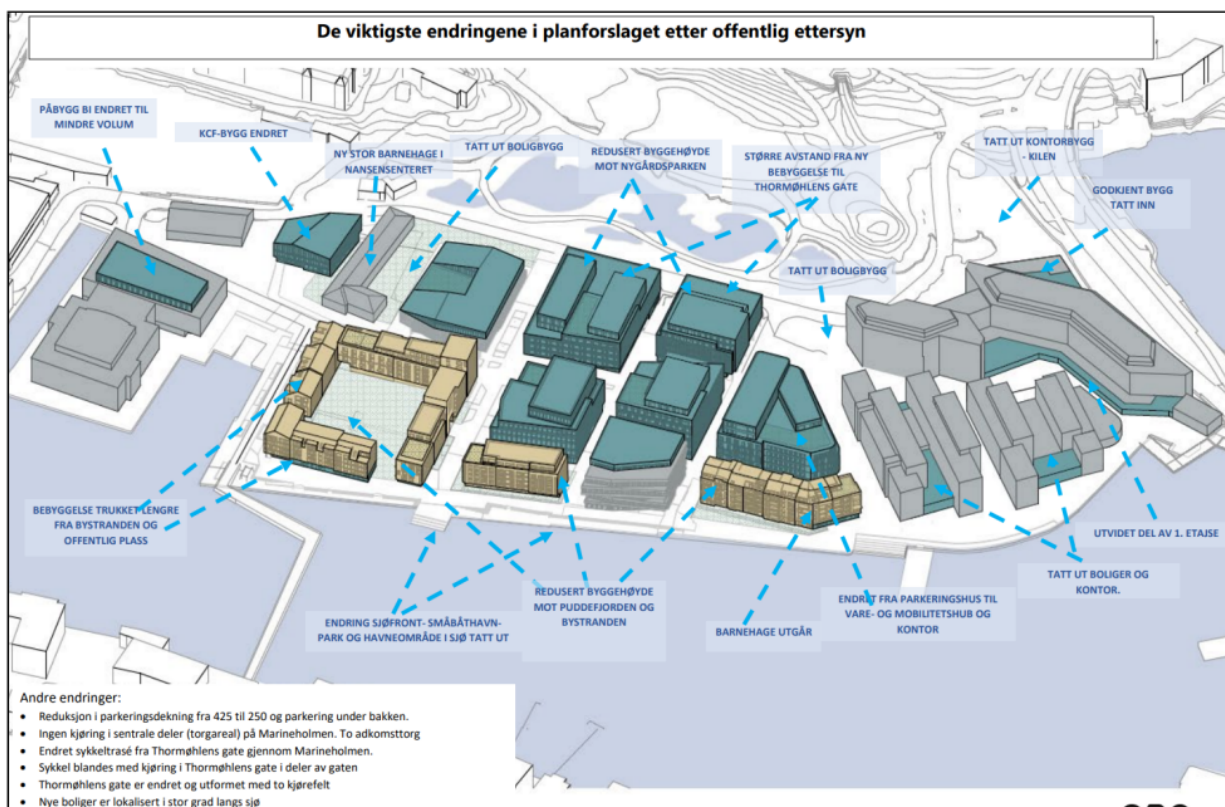 De viktigste endringene i planforslaget etter offentlig ettersyn
PÅBYGG BI ENDRET TIL
MINDRE VOLUM
KCF-BYGG ENDRET
NY STOR BARNEHAGE I
NANSENSENTERET
TATT UT BOLIGBYGG
REDUSERT BYGGEHØYDE
MOT NYGÅRDSPARKEN
STØRRE AVSTAND FRA NY
BEBYGGELSE TIL
THORMØHLENS GATE
TATT UT KONTORBYGG
- KILEN
GODKJENT BYGG
TATT INN
TATT UT BOLIGBYGG
BEBYGGELSE TRUKKET LENGRE
FRA BYSTRANDEN OG
OFFENTLIG PLASS
ENDRING SJØFRONT- SMÅBÅTHAVN-
PARK OG HAVNEOMRÅDE I SJØ TATT UT
REDUSERT BYGGEHØYDE
MOT PUDDEFJORDEN OG
BYSTRANDEN
BARNEHAGE UTGÅR
ENDRET FRA PARKERINGSHUS TIL
VARE- OG MOBILITETSHUB OG
KONTOR
TATT UT BOLIGER OG
KONTOR.
UTVIDET DEL AV 1. ETAJSE
Andre endringer:
• Reduksjon i parkeringsdekning fra 425 til 250 og parkering under bakken.
• Ingen kjøring i sentrale deler (torgareal) på Marineholmen. To adkomsttorg
• Endret sykkeltrasé fra Thormøhlens gate gjennom Marineholmen.
• Sykkel blandes med kjøring i Thormøhlens gate i deler av gaten
• Thormøhlens gate er endret og utformet med to kjørefelt
• Nye boliger er lokalisert i stor grad langs sjø